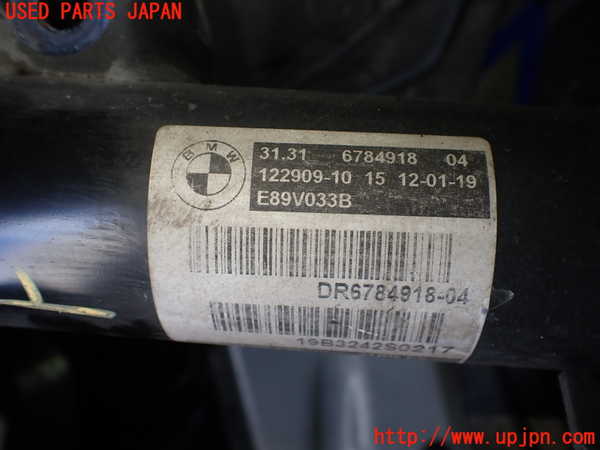 USED PARTS JAPAN
BMW
31.31 6784918 04
122909-10 15 12-01-19
E89V033B
DR6784918-04
19B3242S0217
http://www.upjpn.com/